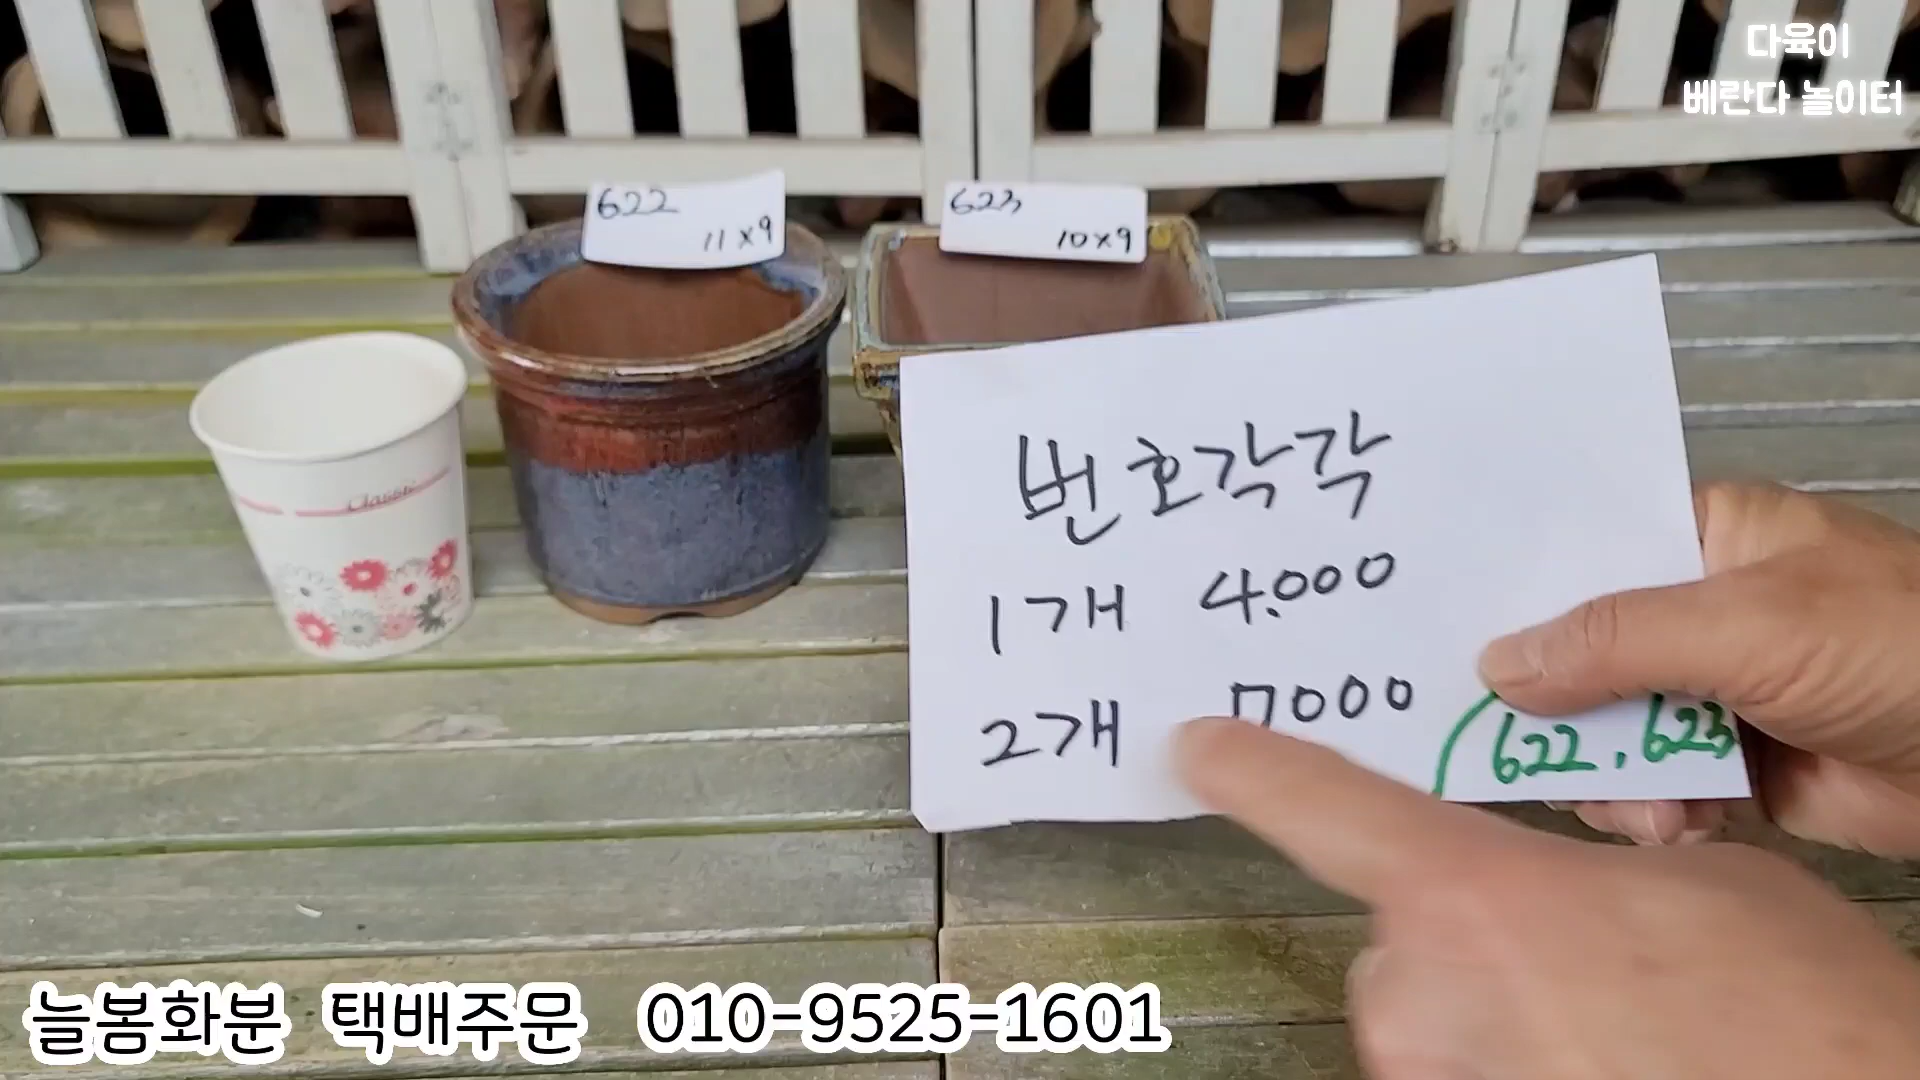 다육이
베란다 놀이터
622
11×9
623
10×9
Classic
번호각각
1개 4.000
2개 7000
622, 623
늘봄화분 택배주문 010-9525-1601